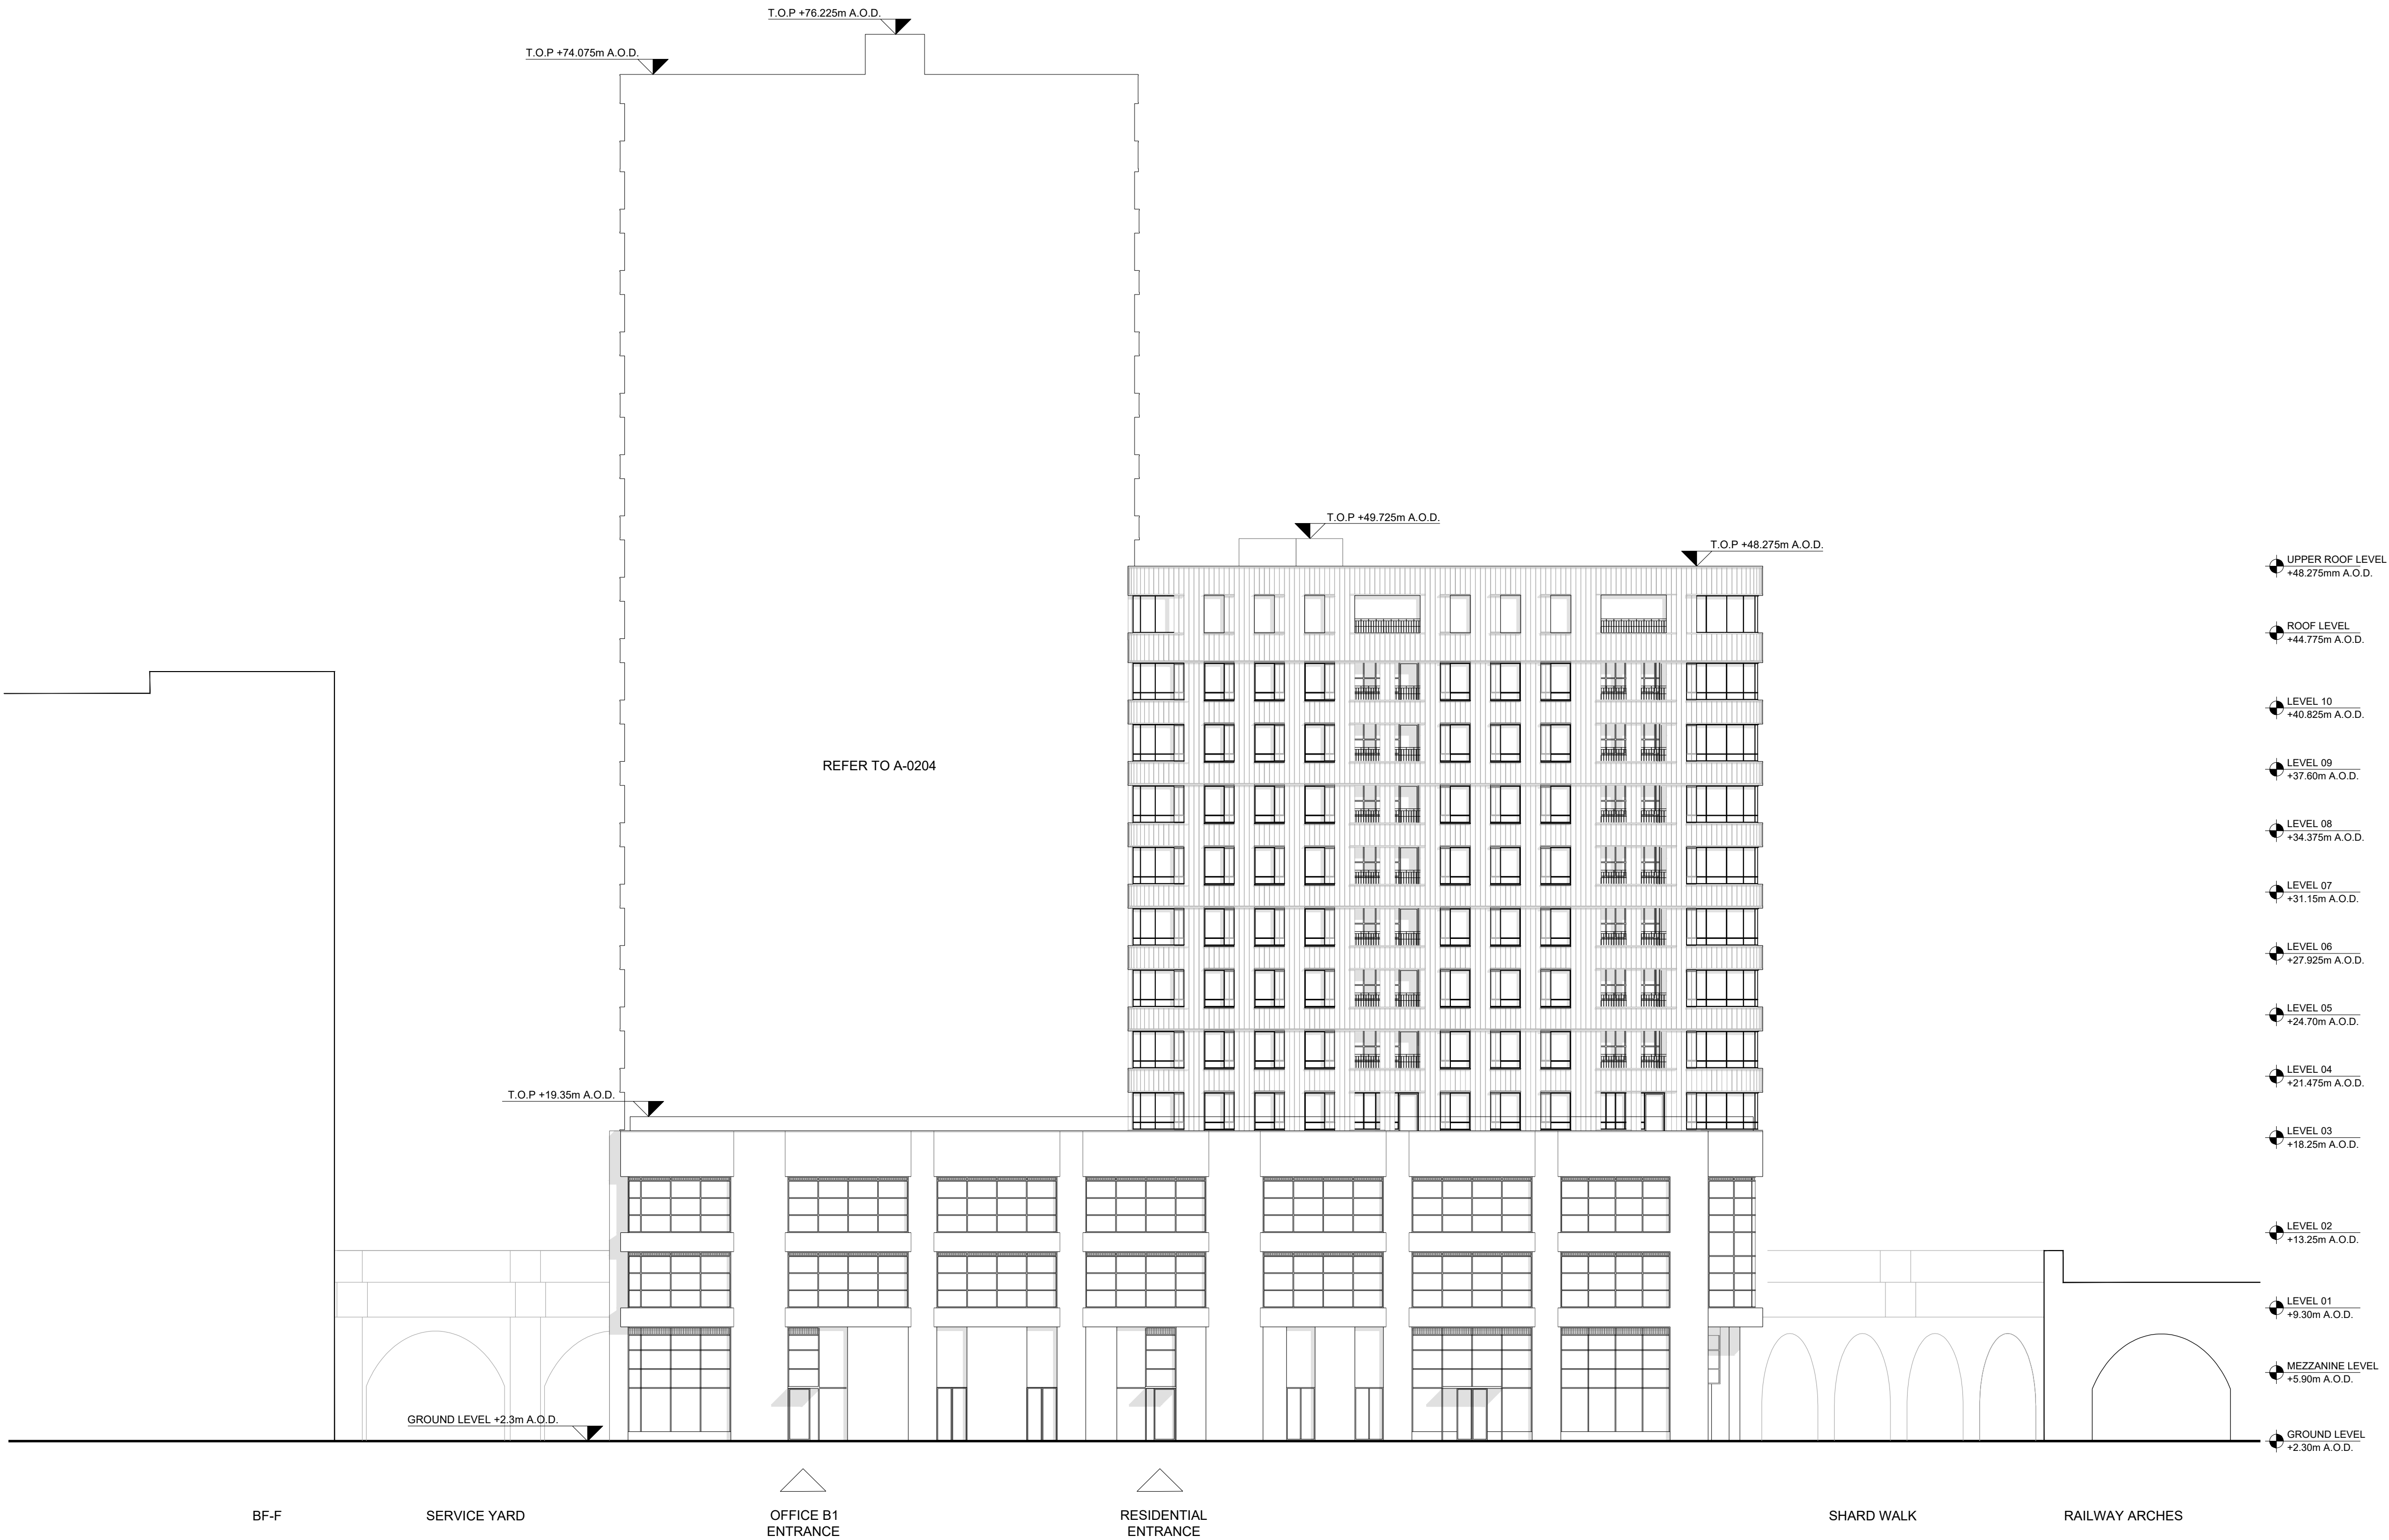 T.O.P +76.225m A.O.D.
T.O.P +74.075m A.O.D.
T.O.P +49.725m A.O.D.
T.O.P +48.275m A.O.D.
UPPER ROOF LEVEL
+48.275mm A.O.D.
ROOF LEVEL
+44.775m A.O.D.
LEVEL 10
+40.825m A.O.D.
REFER TO A-0204
LEVEL 09
+37.60m A.O.D.
LEVEL 08
+34.375m A.O.D.
LEVEL 07
+31.15m A.O.D.
LEVEL 06
+27.925m A.O.D.
LEVEL 05
+24.70m A.O.D.
LEVEL 04
+21.475m A.O.D.
T.O.P +19.35m A.O.D.
LEVEL 03
+18.25m A.O.D.
LEVEL 02
+13.25m A.O.D.
LEVEL 01
+9.30m A.O.D.
MEZZANINE LEVEL
+5.90m A.O.D.
GROUND LEVEL +2.3m A.O.D.
GROUND LEVEL
+2.30m A.O.D.
BF-F
SERVICE YARD
OFFICE B1
ENTRANCE
RESIDENTIAL
ENTRANCE
SHARD WALK
RAILWAY ARCHES